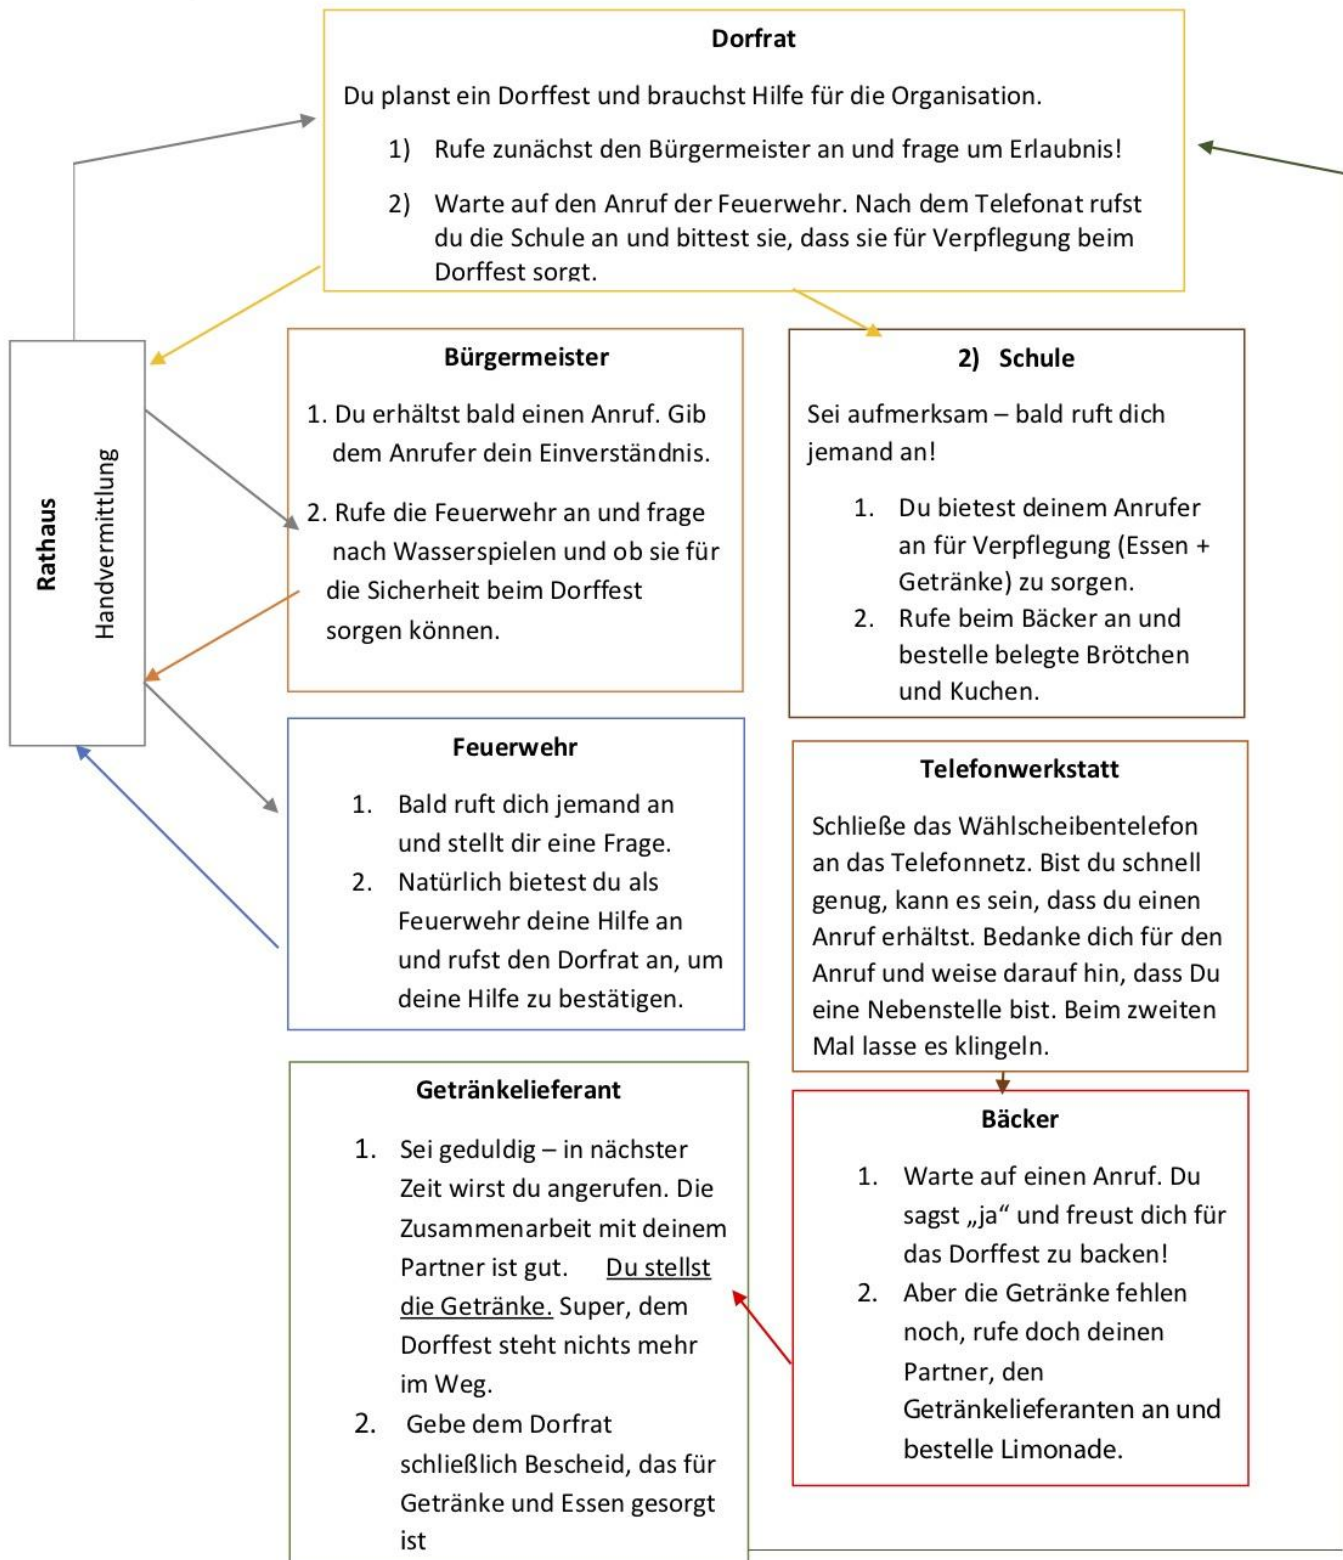 Dorfrat
Du planst ein Dorffest und brauchst Hilfe für die Organisation.
1) Rufe zunächst den Bürgermeister an und frage um Erlaubnis!
2) Warte auf den Anruf der Feuerwehr. Nach dem Telefonat rufst
du die Schule an und bittest sie, dass sie für Verpflegung beim
Dorffest sorgt.
Rathaus
Handvermittlung
Bürgermeister
1. Du erhältst bald einen Anruf. Gib
dem Anrufer dein Einverständnis.
2. Rufe die Feuerwehr an und frage
nach Wasserspielen und ob sie für
die Sicherheit beim Dorffest
sorgen können.
2) Schule
Sei aufmerksam – bald ruft dich
jemand an!
1. Du bietest deinem Anrufer
an für Verpflegung (Essen +
Getränke) zu sorgen.
2. Rufe beim Bäcker an und
bestelle belegte Brötchen
und Kuchen.
Feuerwehr
1. Bald ruft dich jemand an
und stellt dir eine Frage.
2. Natürlich bietest du als
Feuerwehr deine Hilfe an
und rufst den Dorfrat an, um
deine Hilfe zu bestätigen.
Telefonwerkstatt
Schließe das Wählscheibentelefon
an das Telefonnetz. Bist du schnell
genug, kann es sein, dass du einen
Anruf erhältst. Bedanke dich für den
Anruf und weise darauf hin, dass Du
eine Nebenstelle bist. Beim zweiten
Mal lasse es klingeln.
Getränkelieferant
1. Sei geduldig – in nächster
Zeit wirst du angerufen. Die
Zusammenarbeit mit deinem
Partner ist gut. Du stellst
die Getränke. Super, dem
Dorffest steht nichts mehr
im Weg.
2. Gebe dem Dorfrat
schließlich Bescheid, das für
Getränke und Essen gesorgt
ist
Bäcker
1. Warte auf einen Anruf. Du
sagst „ja“ und freust dich für
das Dorffest zu backen!
2. Aber die Getränke fehlen
noch, rufe doch deinen
Partner, den
Getränkelieferanten an und
bestelle Limonade.